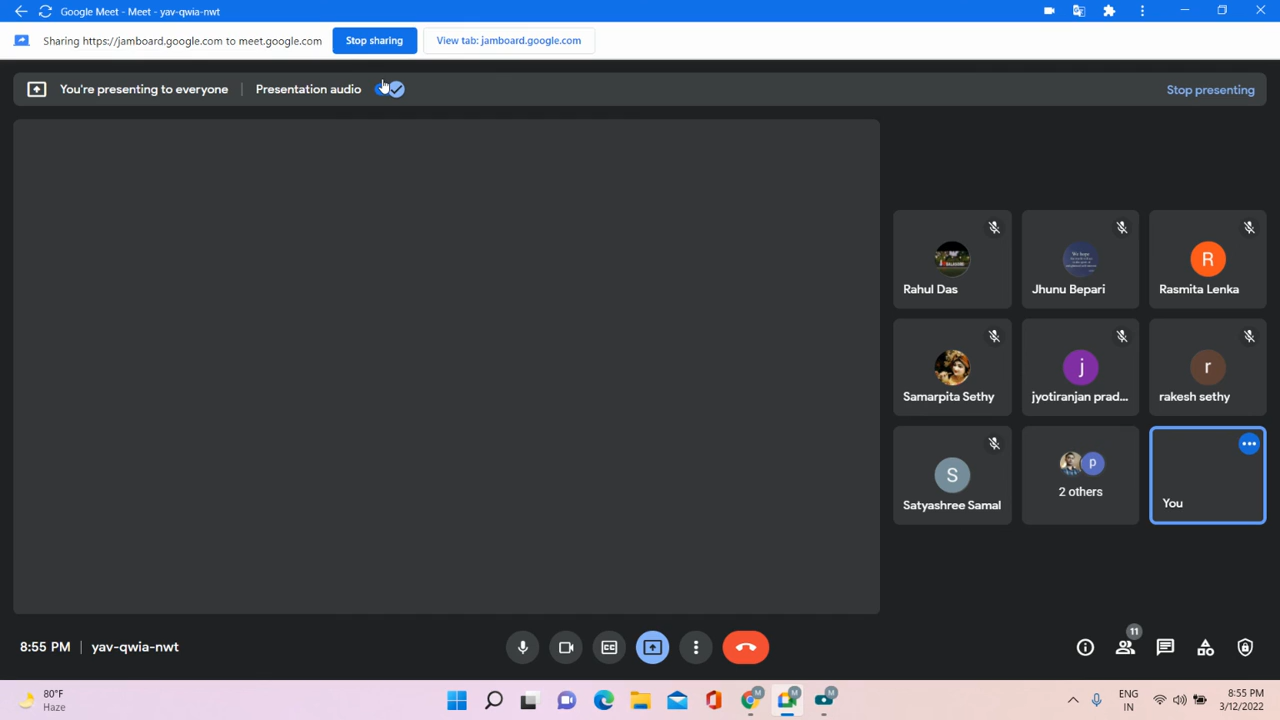 Google Meet - Meet - yav-qwia-nwt
Sharing https://jamboard.google.com to meet.google.com
Stop sharing
View tab: jamboard.google.com
You're presenting to everyone
Presentation audio
Stop presenting
Rahul Das
Jhunu Bepari
R
Rasmita Lenka
Samarpita Sethy
j
jyotiranjan prad...
r
rakesh sethy
S
Satyashree Samal
p
2 others
You
8:55 PM | yav-qwia-nwt
CC
11
80°F
Haze
M
M
M
ENG
IN
8:55 PM
3/12/2022